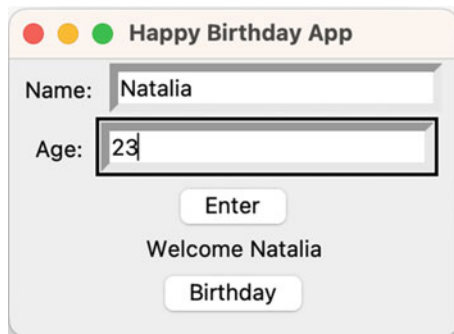 Happy Birthday App
Name: Natalia
Age: 23
Enter
Welcome Natalia
Birthday